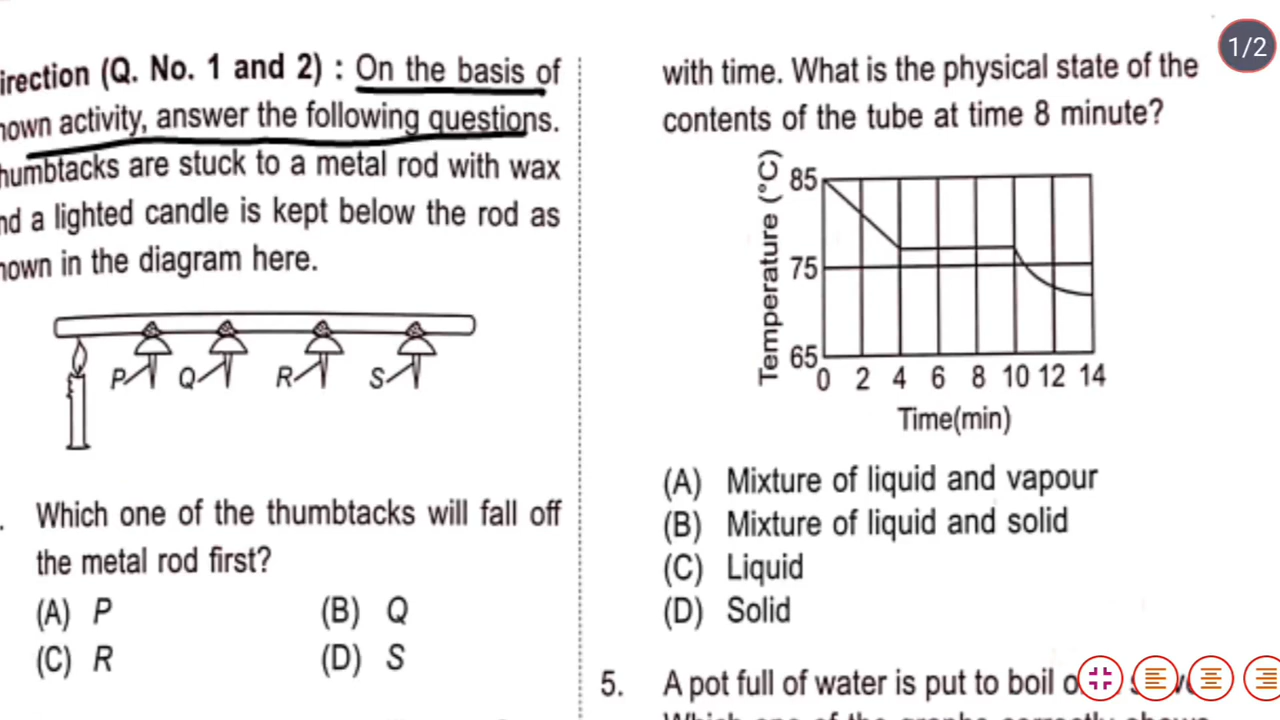 1/2
irection (Q. No. 1 and 2) : On the basis of
nown activity, answer the following questions.
humbtacks are stuck to a metal rod with wax
nd a lighted candle is kept below the rod as
nown in the diagram here.
P Q R S
. Which one of the thumbtacks will fall off
the metal rod first?
(A) P (B) Q
(C) R (D) S
with time. What is the physical state of the
contents of the tube at time 8 minute?
Temperature (°C)
85
75
65
0 2 4 6 8 10 12 14
Time(min)
(A) Mixture of liquid and vapour
(B) Mixture of liquid and solid
(C) Liquid
(D) Solid
5. A pot full of water is put to boil